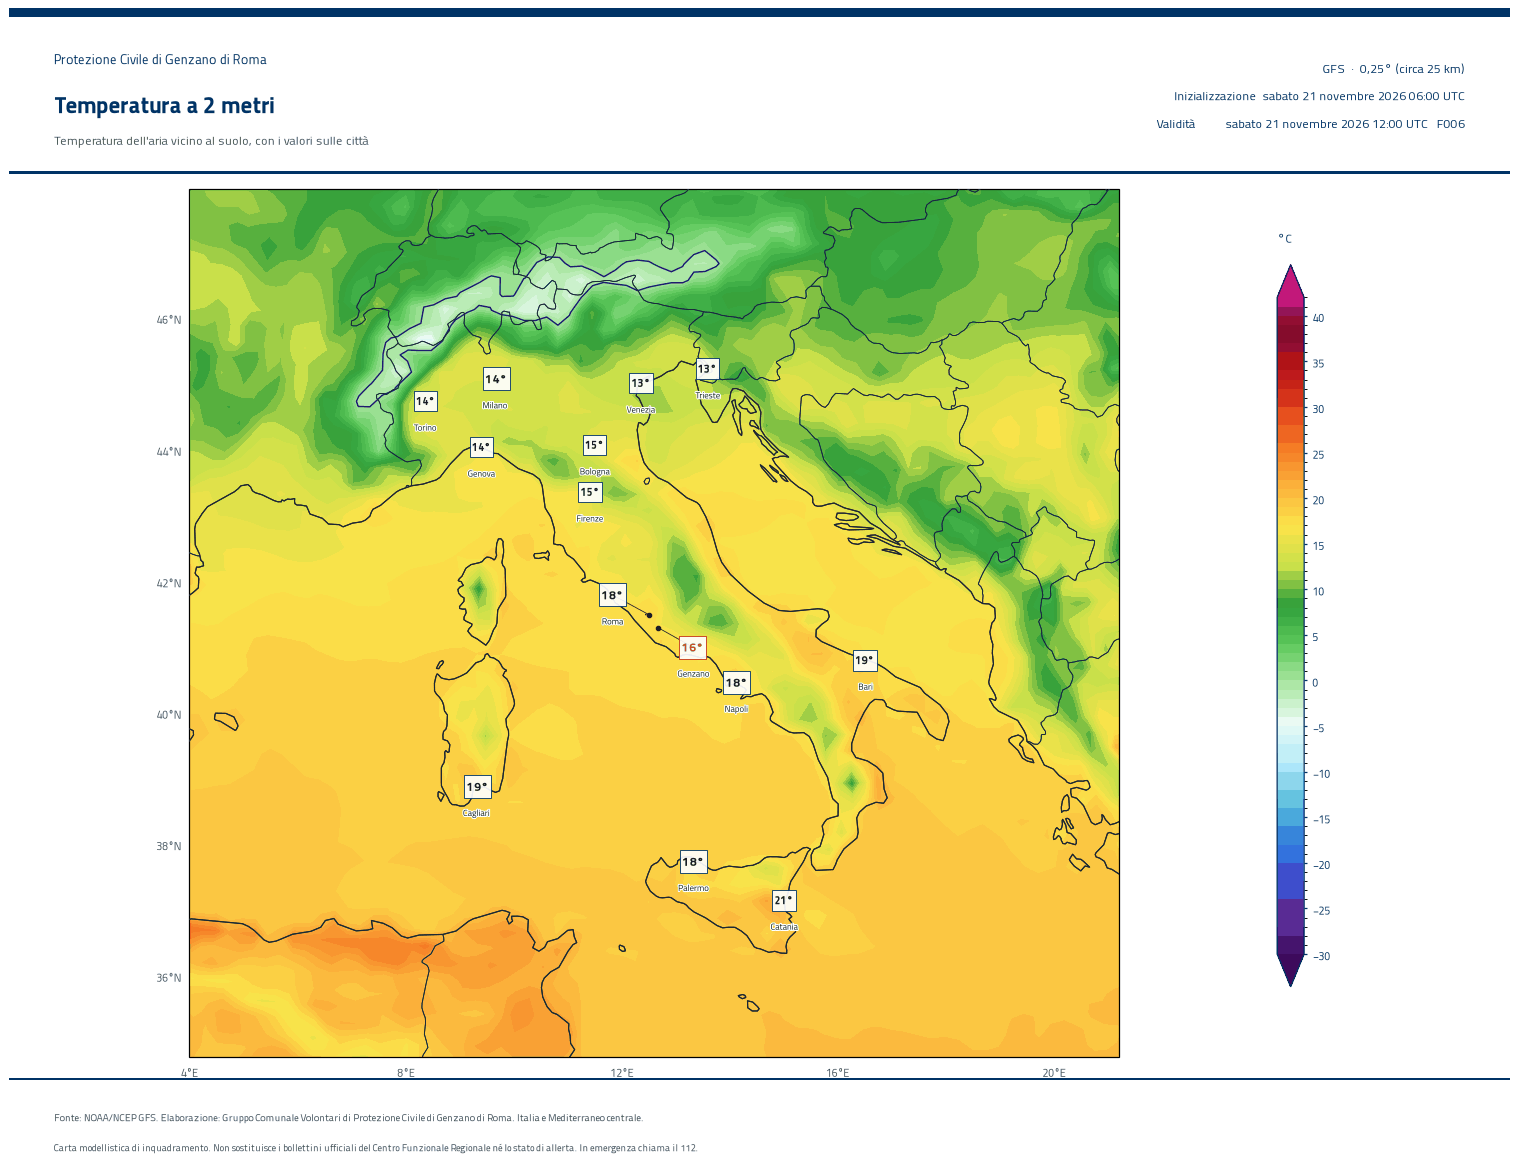 Protezione Civile di Genzano di Roma
Temperatura a 2 metri
Temperatura dell'aria vicino al suolo, con i valori sulle città
GFS · 0,25° (circa 25 km)
Inizializzazione sabato 21 novembre 2026 06:00 UTC
Validità sabato 21 novembre 2026 12:00 UTC F006
°C
40
35
30
25
20
15
10
5
0
−5
−10
−15
−20
−25
−30
46°N
44°N
42°N
40°N
38°N
36°N
4°E
8°E
12°E
16°E
20°E
14°
Milano
14°
Torino
13°
Venezia
13°
Trieste
14°
Genova
15°
Bologna
15°
Firenze
18°
Roma
16°
Genzano
18°
Napoli
19°
Bari
19°
Cagliari
18°
Palermo
21°
Catania
Fonte: NOAA/NCEP GFS. Elaborazione: Gruppo Comunale Volontari di Protezione Civile di Genzano di Roma. Italia e Mediterraneo centrale.
Carta modellistica di inquadramento. Non sostituisce i bollettini ufficiali del Centro Funzionale Regionale né lo stato di allerta. In emergenza chiama il 112.